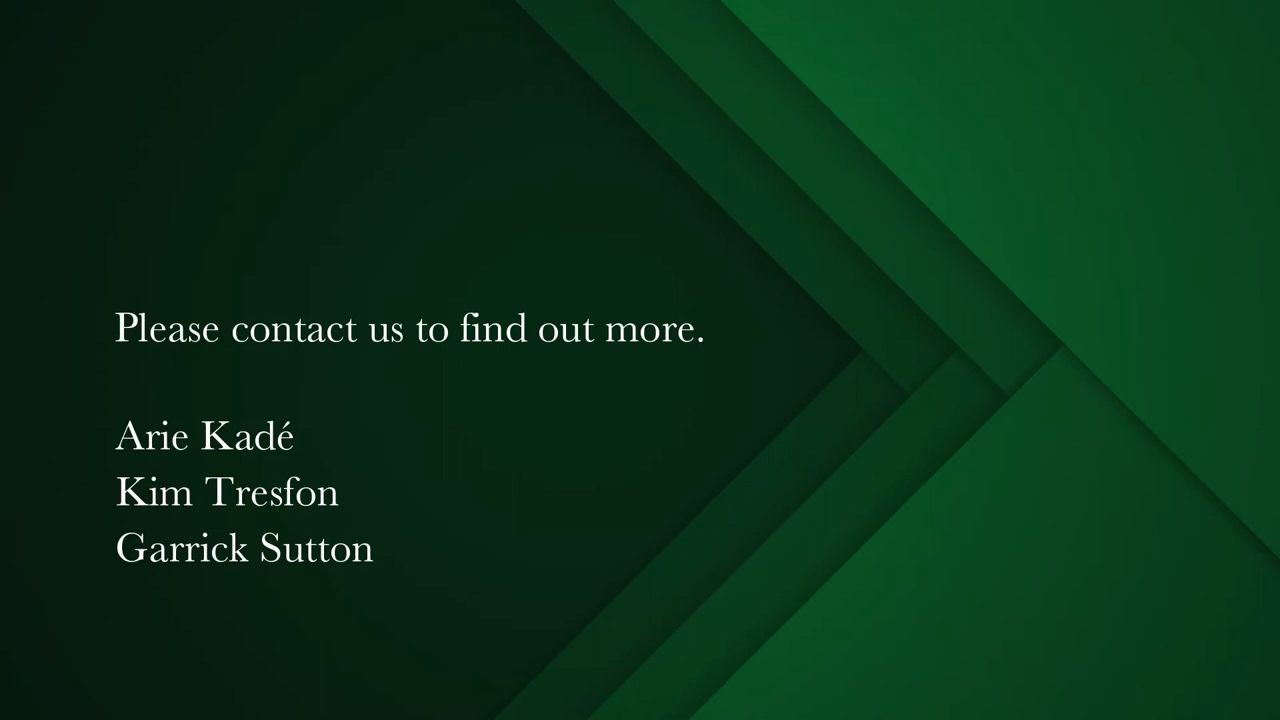 Please contact us to find out more.
Arie Kadé
Kim Tresfon
Garrick Sutton